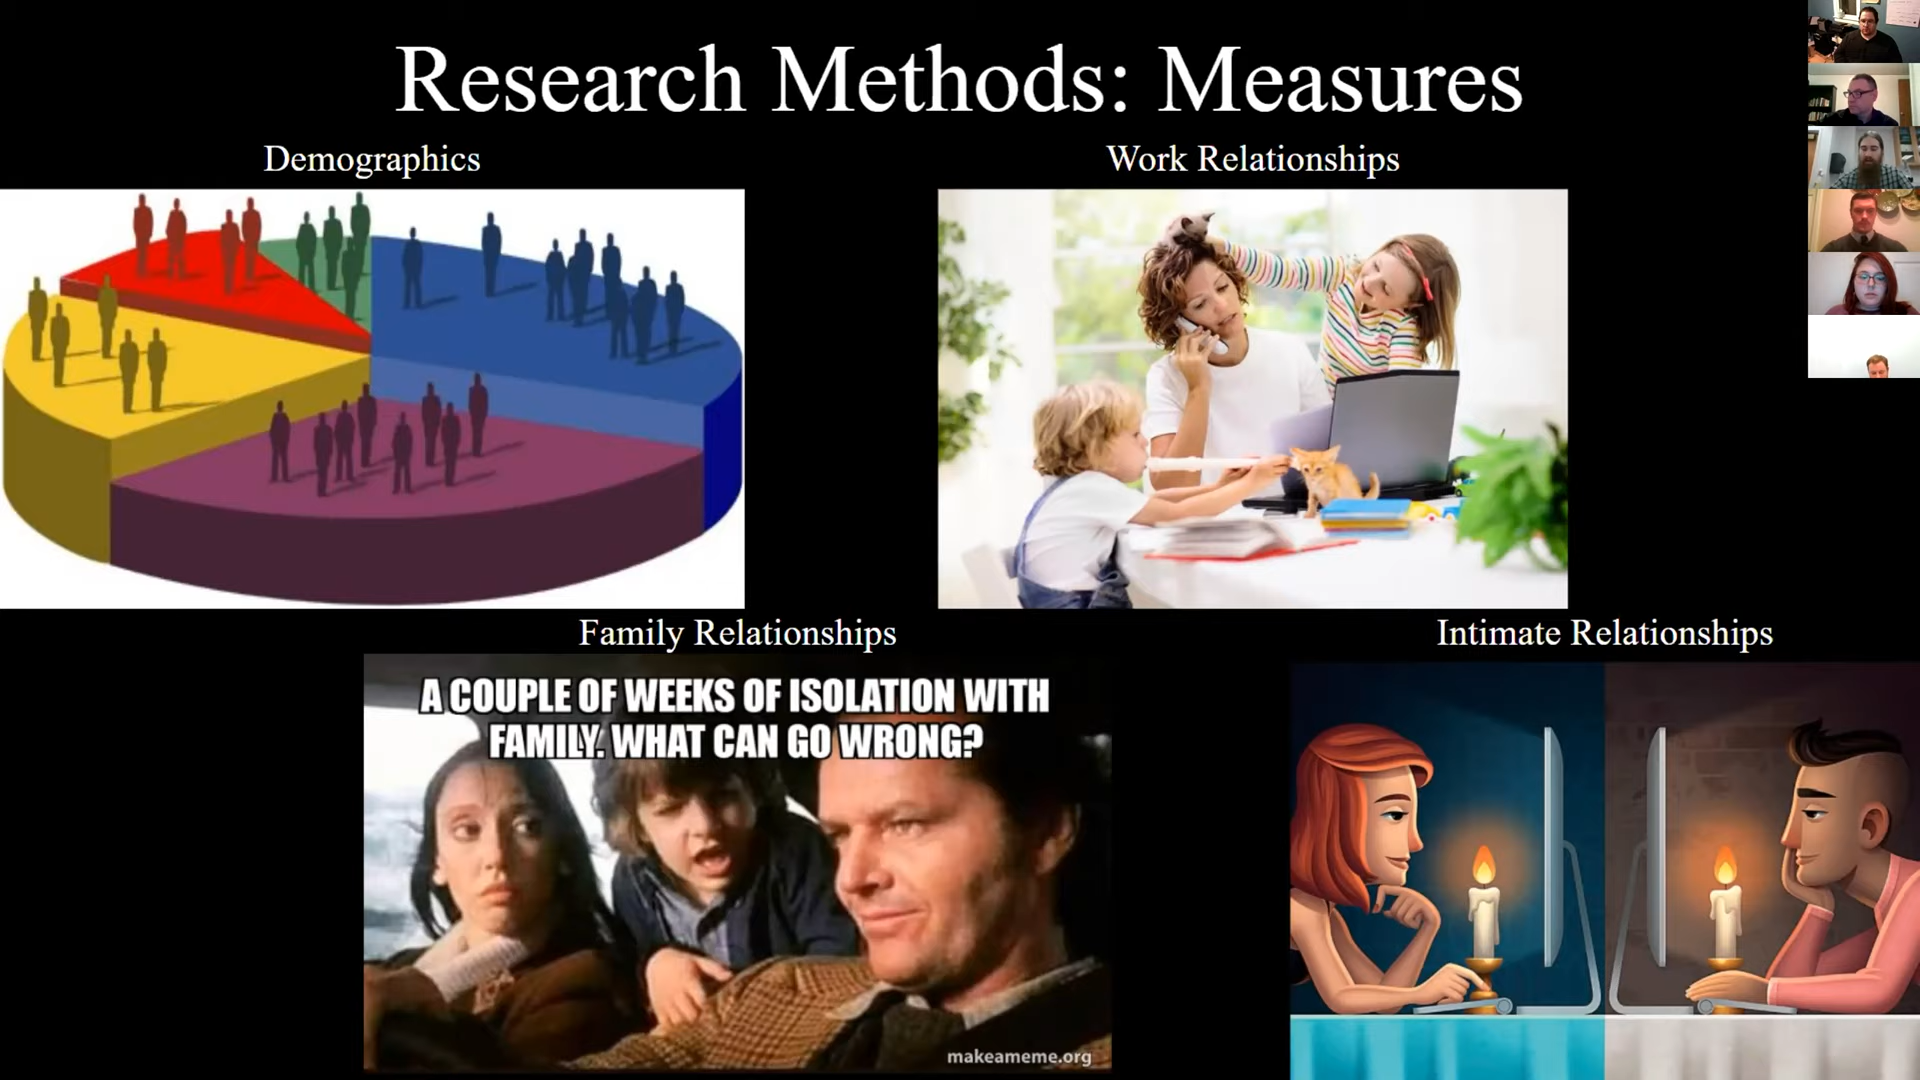 Research Methods: Measures
Demographics
Work Relationships
Family Relationships
Intimate Relationships
A COUPLE OF WEEKS OF ISOLATION WITH
FAMILY. WHAT CAN GO WRONG?
makeameme.org